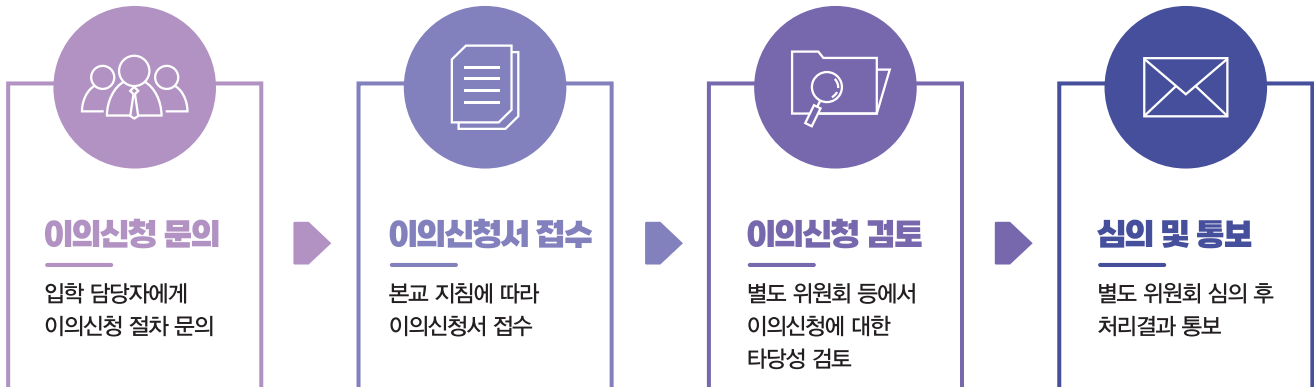 이의신청 문의
입학 담당자에게
이의신청 절차 문의
이의신청서 접수
본교 지침에 따라
이의신청서 접수
이의신청 검토
별도 위원회 등에서
이의신청에 대한
타당성 검토
심의 및 통보
별도 위원회 심의 후
처리결과 통보